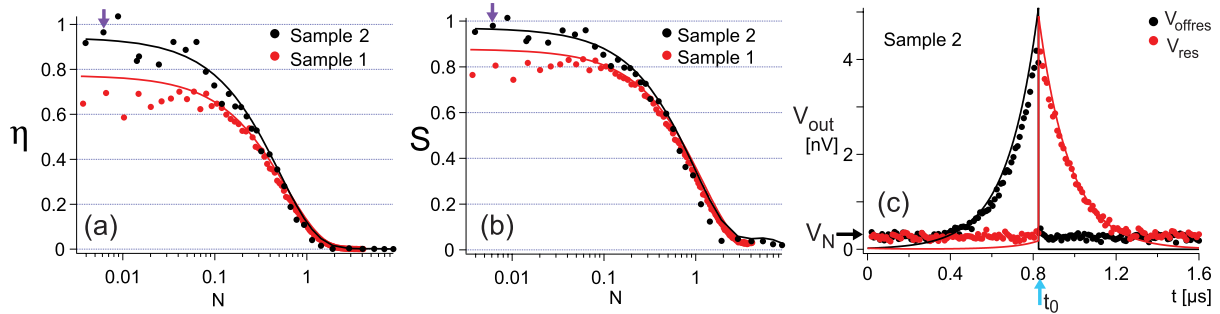 1
0.8
0.6
0.4
0.2
0
η
Sample 2
Sample 1
(a)
0.01
0.1
1
N
1
0.8
0.6
0.4
0.2
0
S
Sample 2
Sample 1
(b)
0.01
0.1
1
N
4
2
0
V_out
[nV]
V_N
Sample 2
V_offres
V_res
(c)
0
0.4
0.8
1.2
1.6
t_0
t [µs]